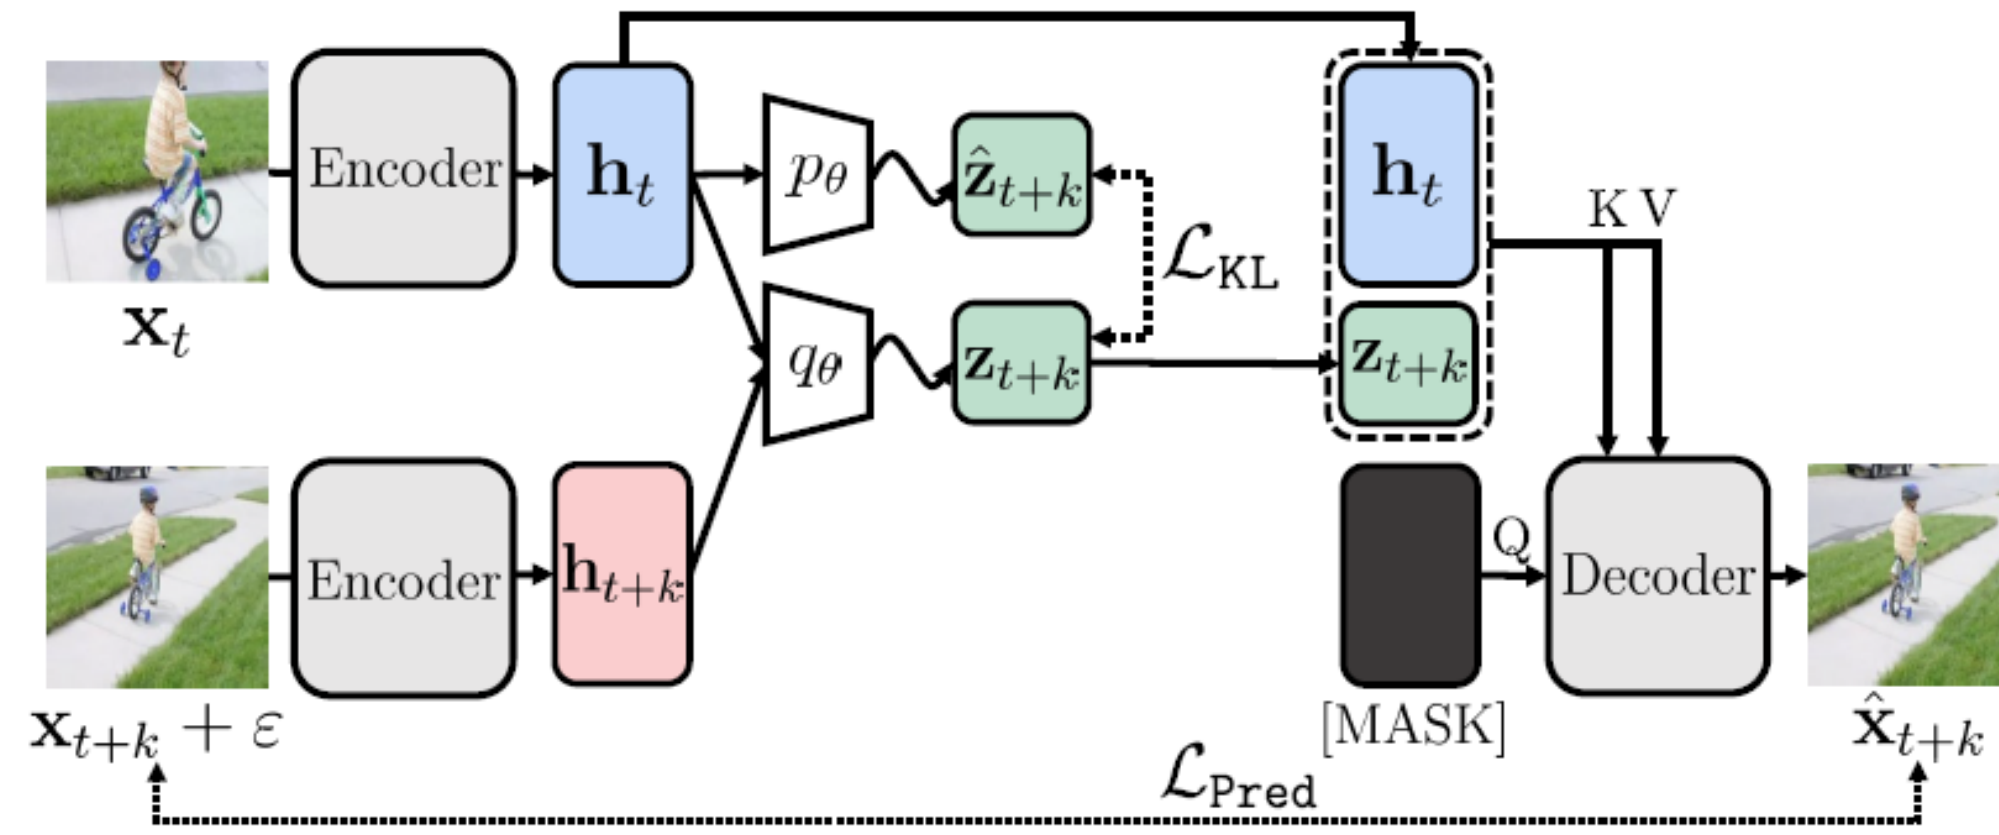 Encoder
h_t
p_θ
ẑ_{t+k}
h_t
K V
x_t
L_KL
q_θ
z_{t+k}
z_{t+k}
Encoder
h_{t+k}
Q
Decoder
x_{t+k} + ε
[MASK]
x̂_{t+k}
L_Pred